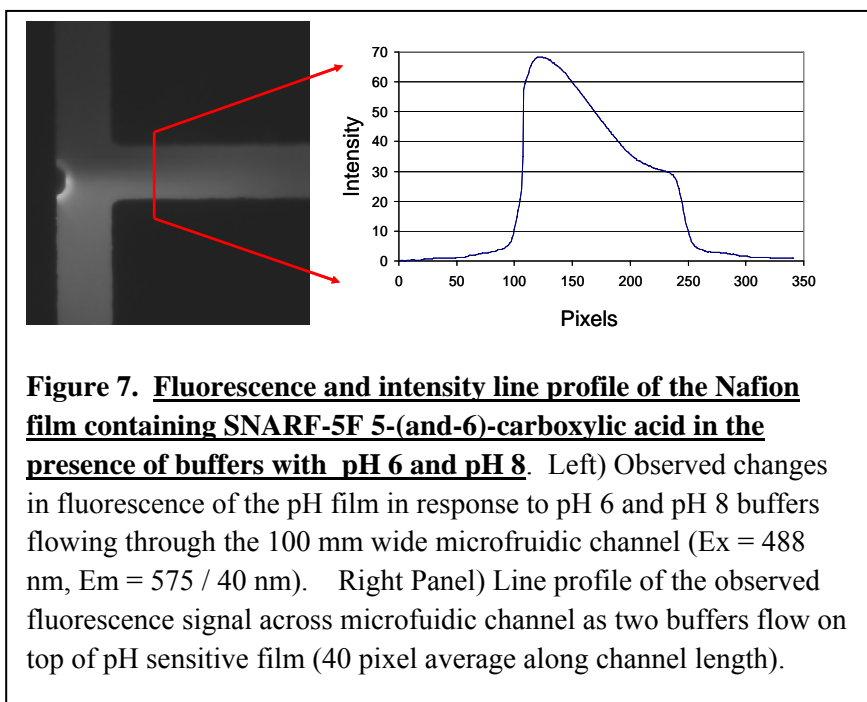 70
60
50
40
30
20
10
0
Intensity
0 50 100 150 200 250 300 350
Pixels
Figure 7. Fluorescence and intensity line profile of the Nafion
film containing SNARF-5F 5-(and-6)-carboxylic acid in the
presence of buffers with pH 6 and pH 8. Left) Observed changes
in fluorescence of the pH film in response to pH 6 and pH 8 buffers
flowing through the 100 mm wide microfruidic channel (Ex = 488
nm, Em = 575 / 40 nm). Right Panel) Line profile of the observed
fluorescence signal across microfuidic channel as two buffers flow on
top of pH sensitive film (40 pixel average along channel length).